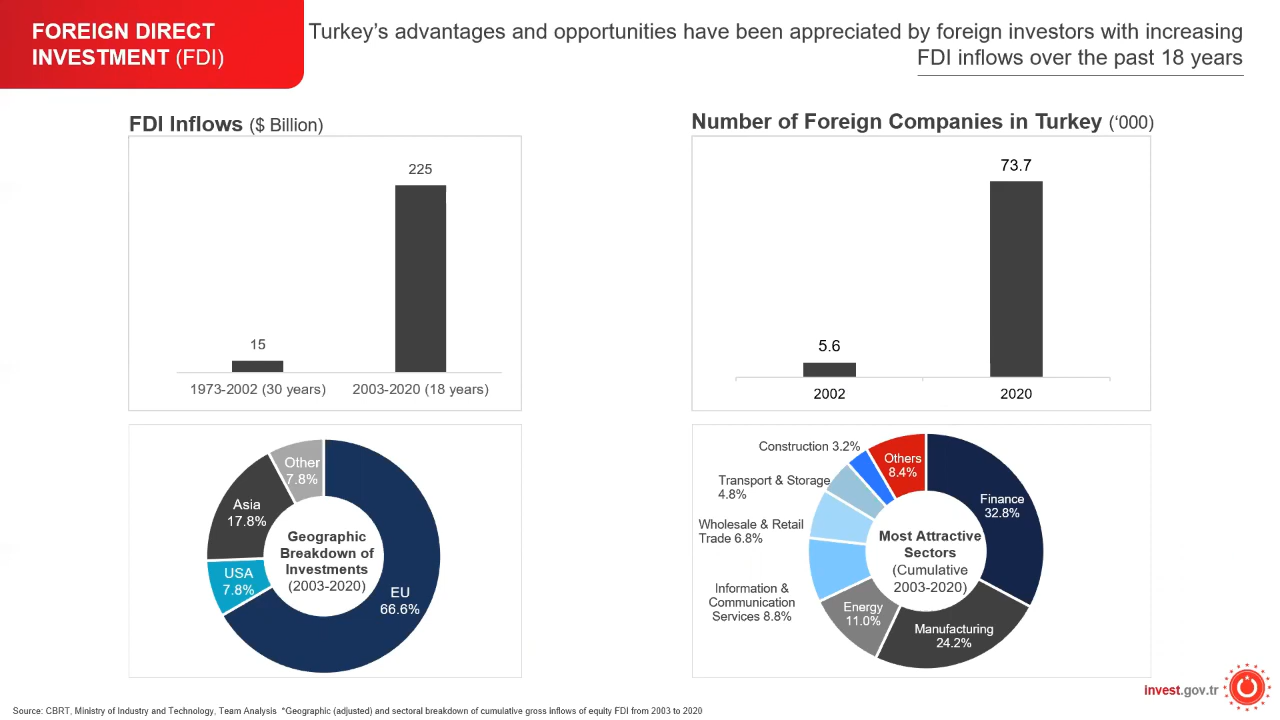 FOREIGN DIRECT
INVESTMENT (FDI)
Turkey’s advantages and opportunities have been appreciated by foreign investors with increasing
FDI inflows over the past 18 years
FDI Inflows ($ Billion)
225
15
1973-2002 (30 years)
2003-2020 (18 years)
Number of Foreign Companies in Turkey (‘000)
73.7
5.6
2002
2020
Other
7.8%
Asia
17.8%
USA
7.8%
EU
66.6%
Geographic
Breakdown of
Investments
(2003-2020)
Construction 3.2%
Others
8.4%
Transport & Storage
4.8%
Finance
32.8%
Wholesale & Retail
Trade 6.8%
Most Attractive
Sectors
(Cumulative
2003-2020)
Information &
Communication
Services 8.8%
Energy
11.0%
Manufacturing
24.2%
invest.gov.tr
Source: CBRT, Ministry of Industry and Technology, Team Analysis *Geographic (adjusted) and sectoral breakdown of cumulative gross inflows of equity FDI from 2003 to 2020